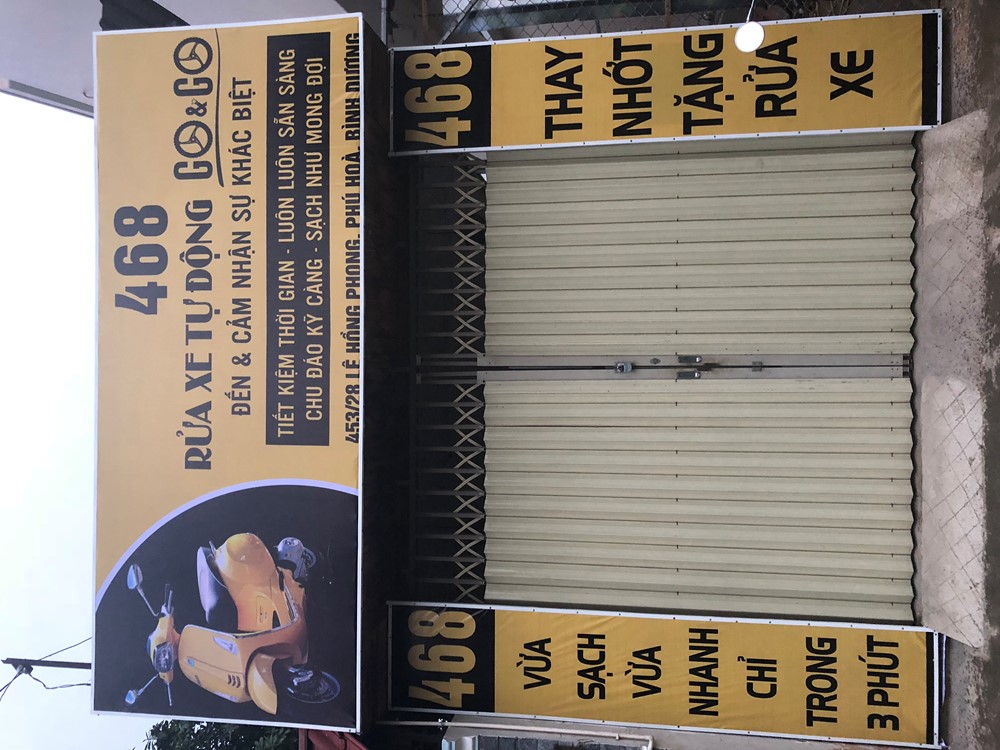 468
RỬA XE TỰ ĐỘNG GO&GO
ĐẾN & CẢM NHẬN SỰ KHÁC BIỆT
TIẾT KIỆM THỜI GIAN - LUÔN LUÔN SẴN SÀNG
CHU ĐÁO KỸ CÀNG - SẠCH NHƯ MONG ĐỢI
453/28 LÊ HỒNG PHONG, PHÚ HOÀ, BÌNH DƯƠNG
468
VỪA
SẠCH
VỪA
NHANH
CHỈ
TRONG
3 PHÚT
468
THAY
NHỚT
TẶNG
RỬA
XE